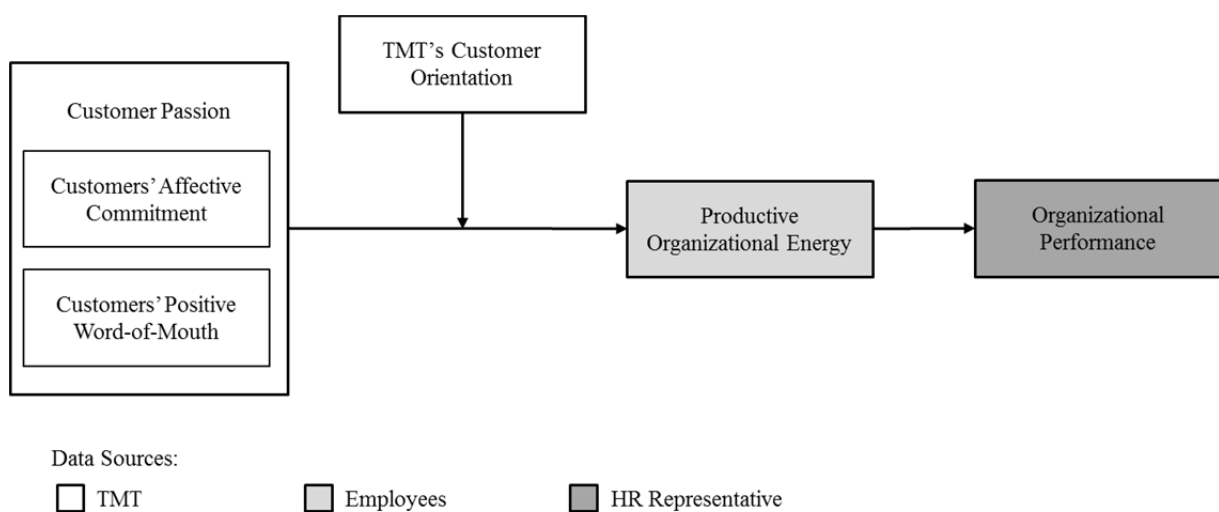 TMT's Customer
Orientation
Customer Passion
Customers' Affective
Commitment
Customers' Positive
Word-of-Mouth
Productive
Organizational Energy
Organizational
Performance
Data Sources:
TMT
Employees
HR Representative